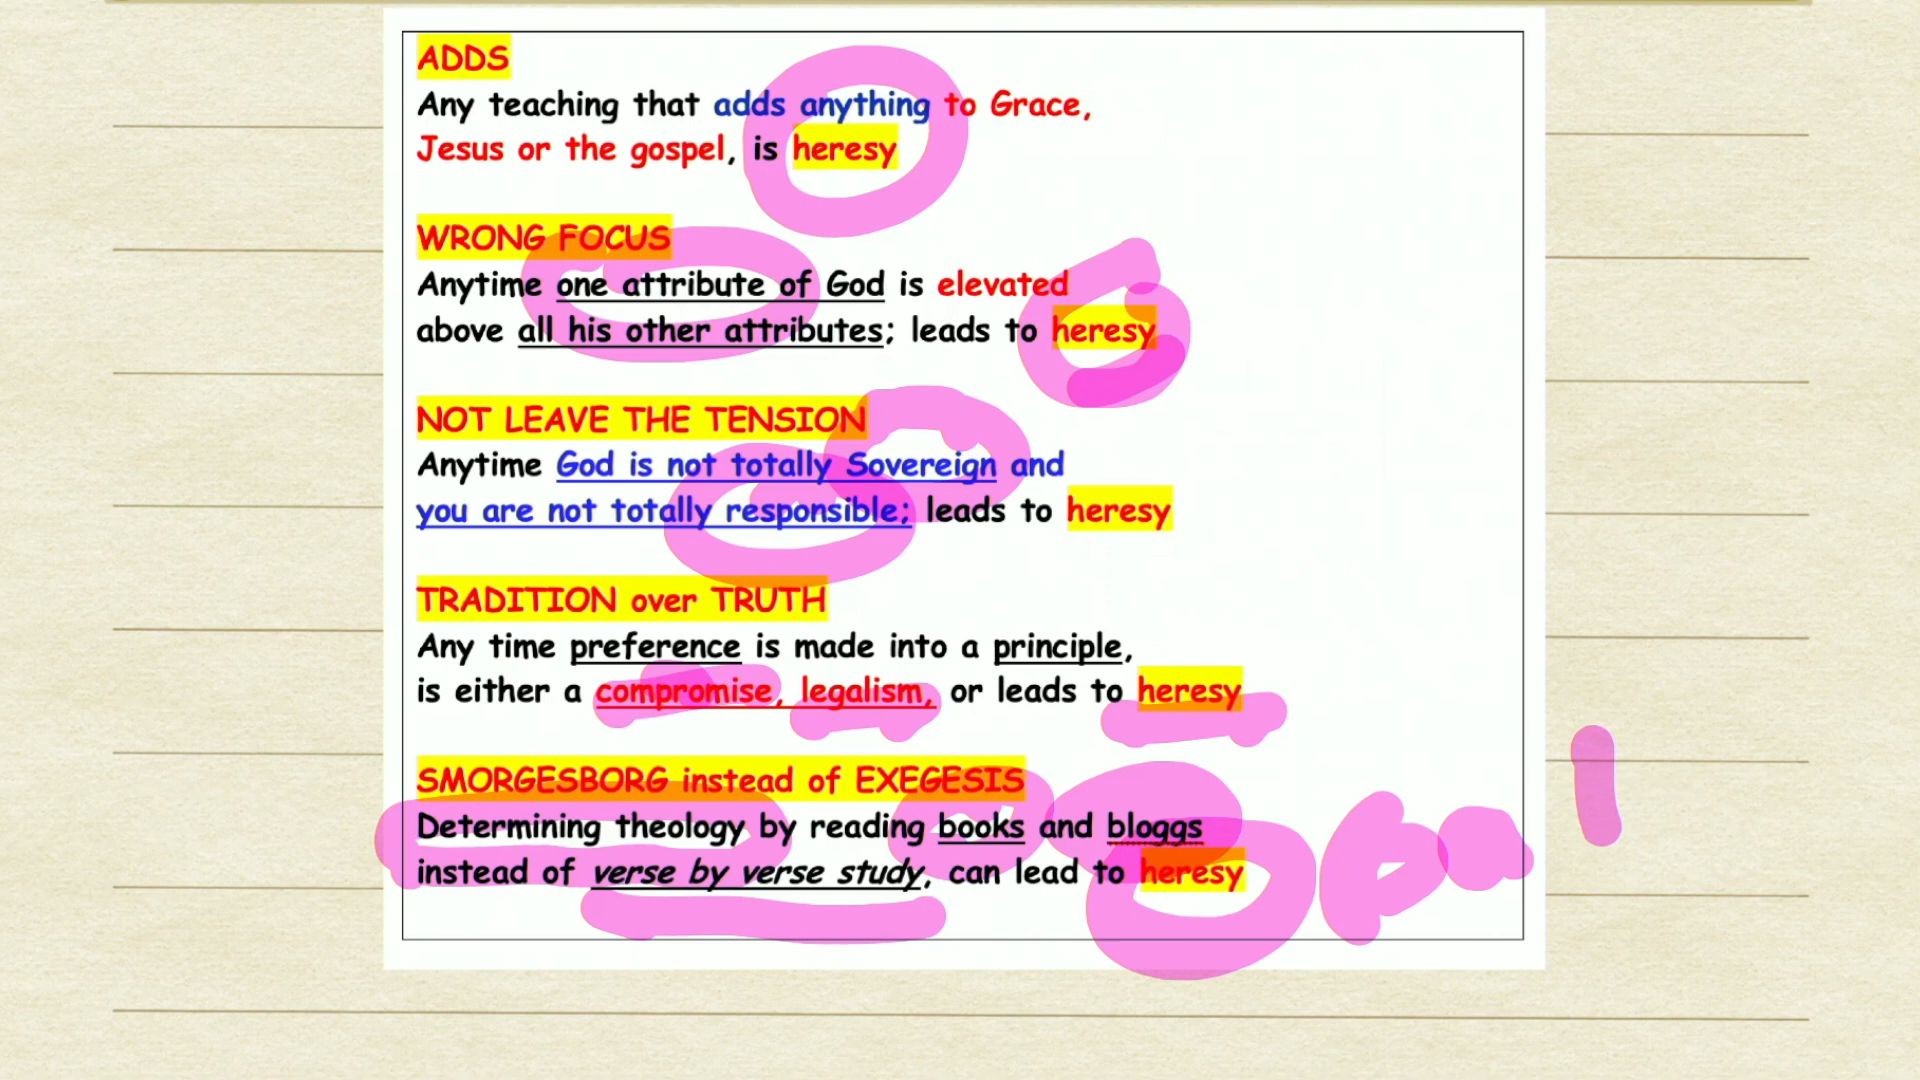 ADDS
Any teaching that adds anything to Grace,
Jesus or the gospel, is heresy
WRONG FOCUS
Anytime one attribute of God is elevated
above all his other attributes; leads to heresy
NOT LEAVE THE TENSION
Anytime God is not totally Sovereign and
you are not totally responsible; leads to heresy
TRADITION over TRUTH
Any time preference is made into a principle,
is either a compromise, legalism, or leads to heresy
SMORGESBORG instead of EXEGESIS
Determining theology by reading books and bloggs
instead of verse by verse study, can lead to heresy